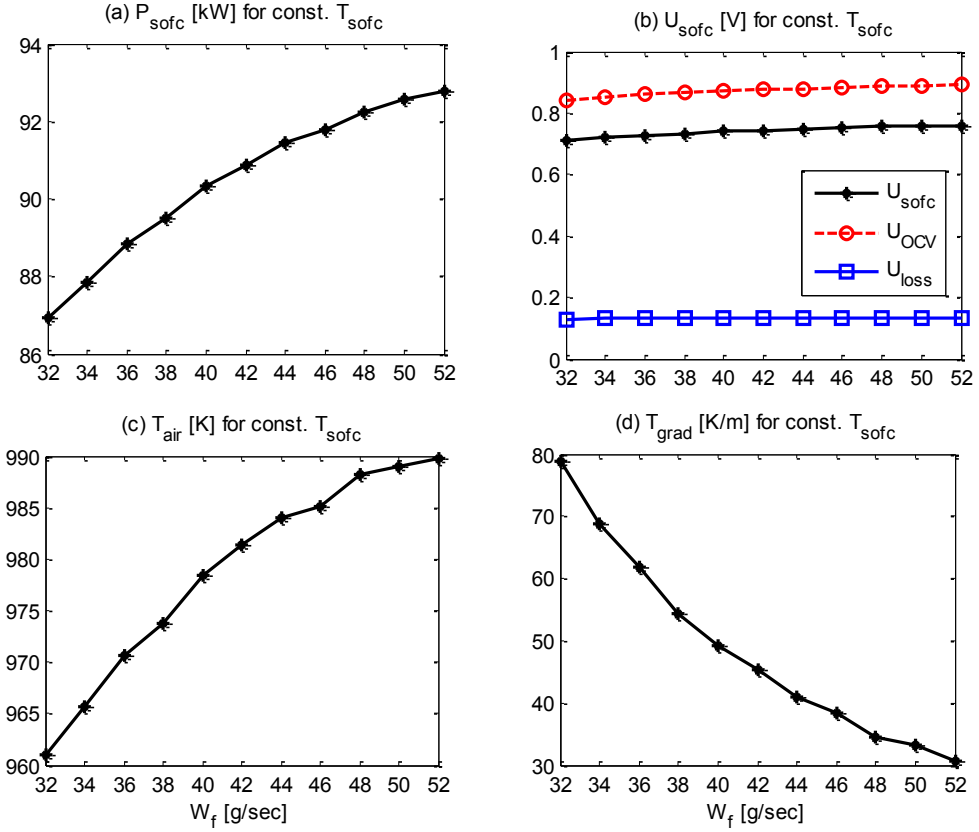 (a) P_sofc [kW] for const. T_sofc
94
92
90
88
86
32 34 36 38 40 42 44 46 48 50 52
(b) U_sofc [V] for const. T_sofc
1
0.8
0.6
0.4
0.2
0
32 34 36 38 40 42 44 46 48 50 52
U_sofc
U_OCV
U_loss
(c) T_air [K] for const. T_sofc
990
985
980
975
970
965
960
32 34 36 38 40 42 44 46 48 50 52
W_f [g/sec]
(d) T_grad [K/m] for const. T_sofc
80
70
60
50
40
30
32 34 36 38 40 42 44 46 48 50 52
W_f [g/sec]